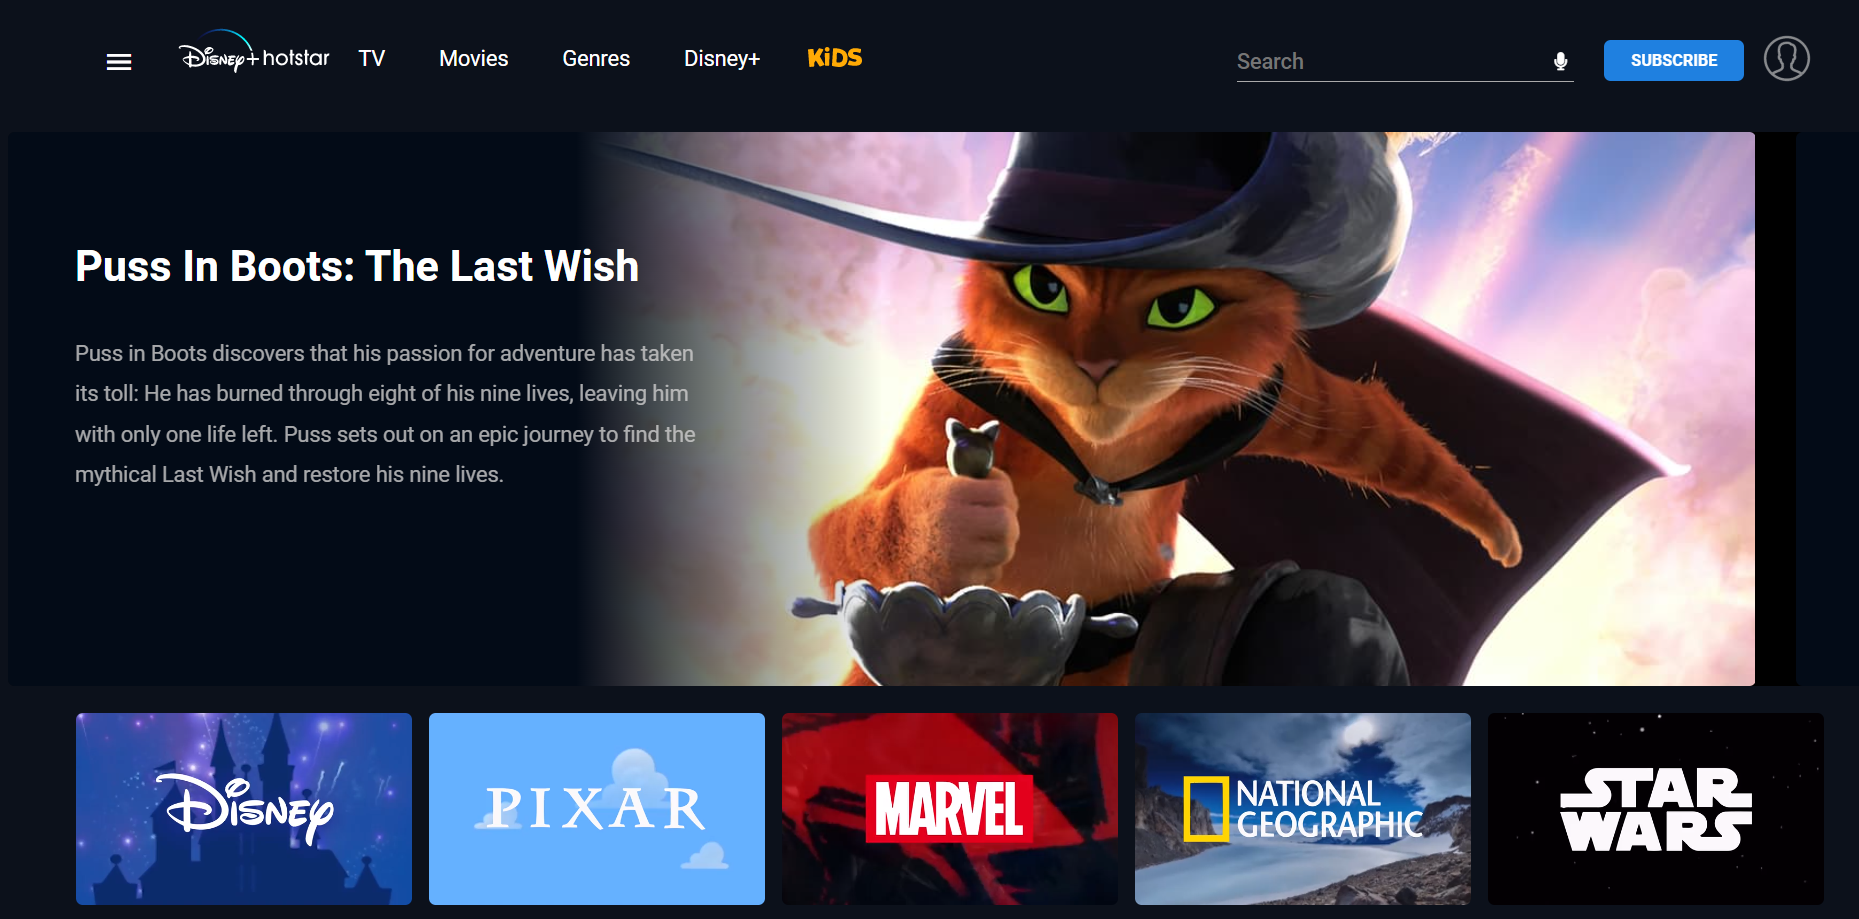 Disney+ hotstar
TV
Movies
Genres
Disney+
KiDS
Search
SUBSCRIBE
Puss In Boots: The Last Wish
Puss in Boots discovers that his passion for adventure has taken
its toll: He has burned through eight of his nine lives, leaving him
with only one life left. Puss sets out on an epic journey to find the
mythical Last Wish and restore his nine lives.
Disney
PIXAR
MARVEL
NATIONAL
GEOGRAPHIC
STAR
WARS